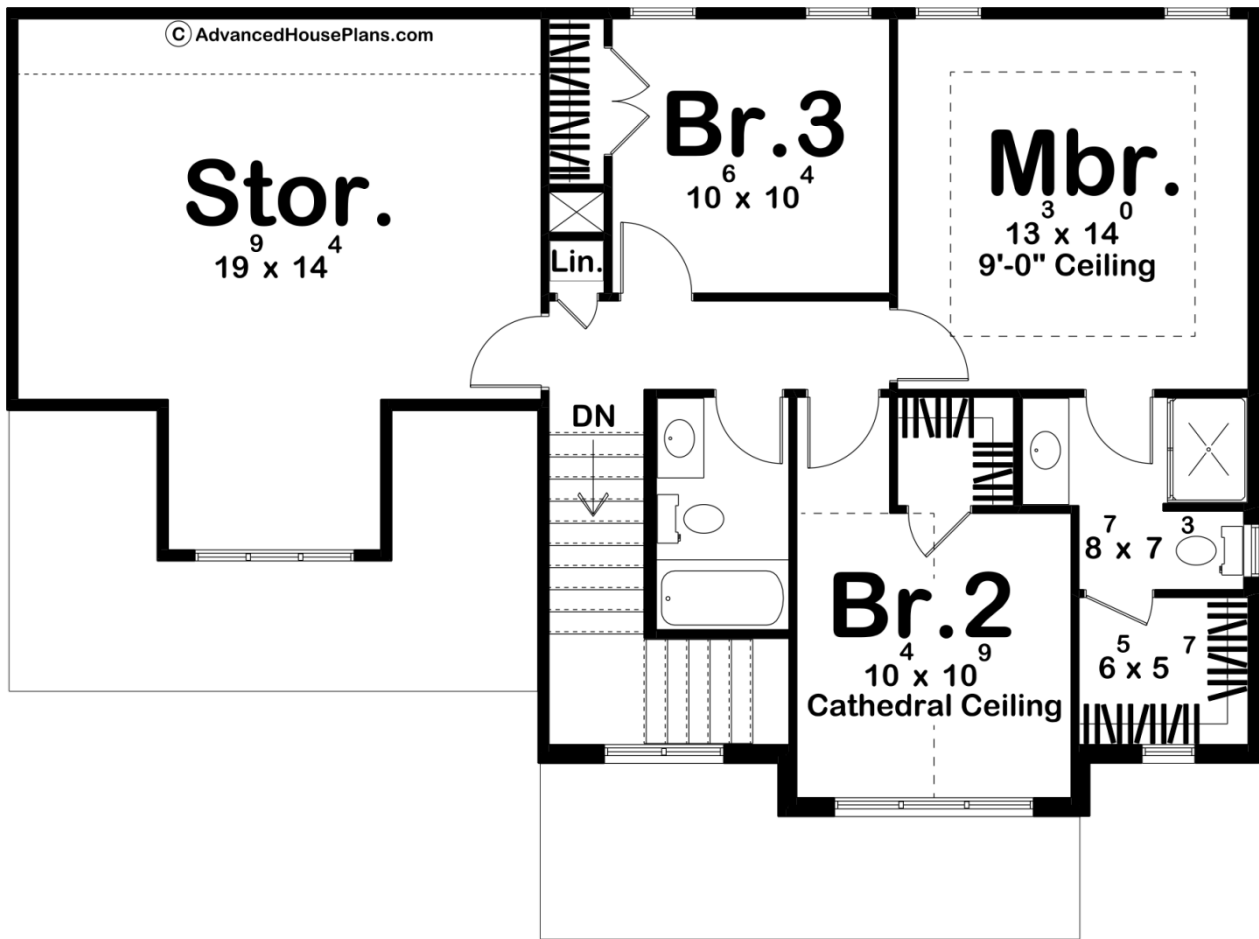 © AdvancedHousePlans.com
Stor.
19⁹ x 14⁴
Br.3
10⁶ x 10⁴
Mbr.
13³ x 14⁰
9'-0" Ceiling
Lin.
DN
Br.2
10⁴ x 10⁹
Cathedral Ceiling
8⁷ x 7³
6⁵ x 5⁷